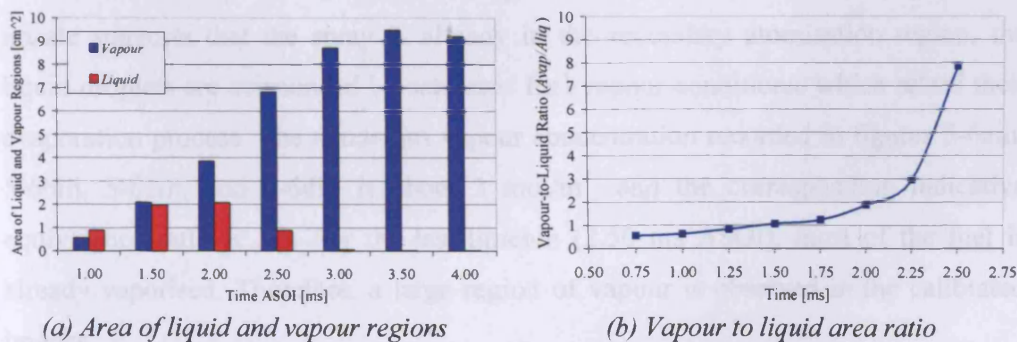 Area of Liquid and Vapour Regions [cm^2]
10
9
8
7
6
5
4
3
2
1
0
Vapour
Liquid
1.00 1.50 2.00 2.50 3.00 3.50 4.00
Time ASOI [ms]
(a) Area of liquid and vapour regions
Vapour-to-Liquid Ratio (Avap/Aliq)
10
9
8
7
6
5
4
3
2
1
0
0.50 0.75 1.00 1.25 1.50 1.75 2.00 2.25 2.50 2.75
Time [ms]
(b) Vapour to liquid area ratio